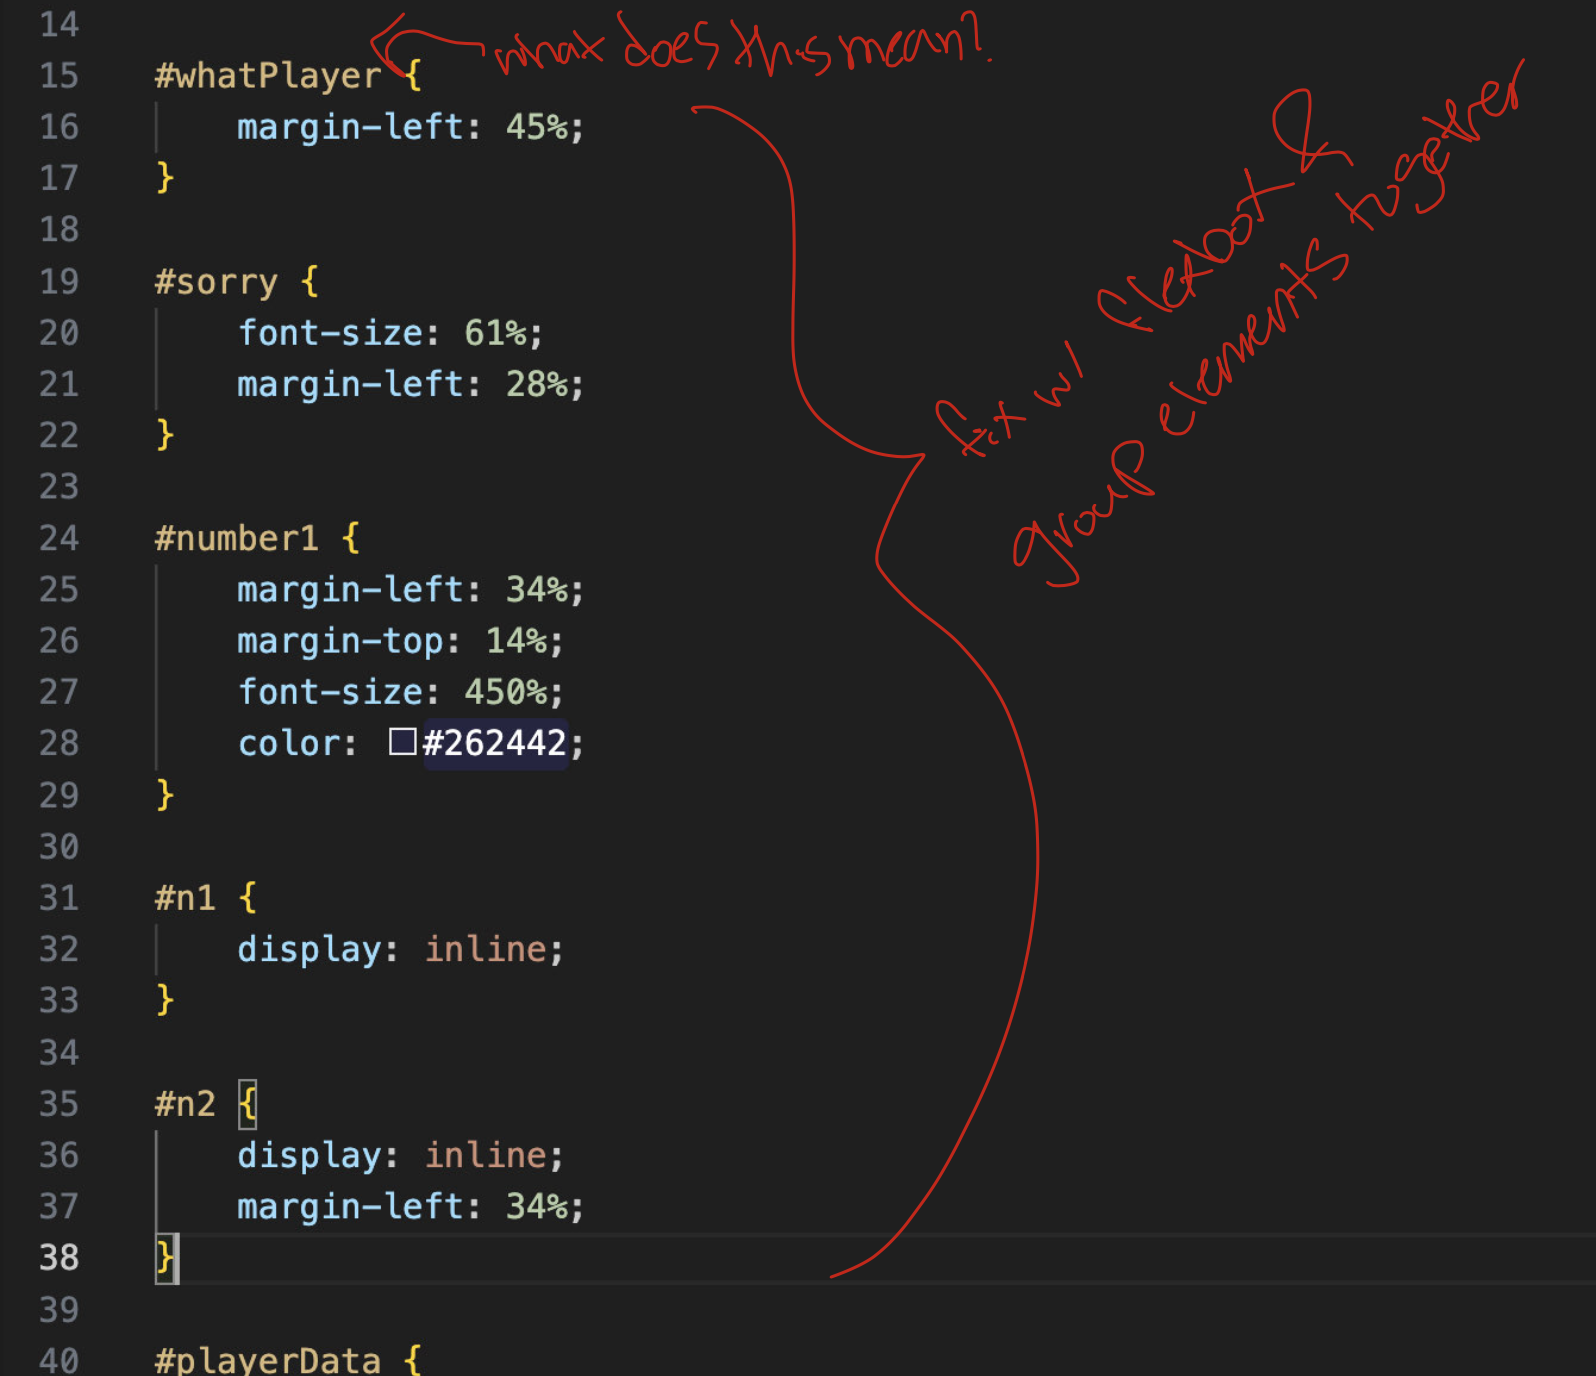 14
15 #whatPlayer { what does this mean?
16 margin-left: 45%;
17 }
18
19 #sorry {
20 font-size: 61%;
21 margin-left: 28%;
22 }
fix w/ flexbox &
group elements together
23
24 #number1 {
25 margin-left: 34%;
26 margin-top: 14%;
27 font-size: 450%;
28 color: #262442;
29 }
30
31 #n1 {
32 display: inline;
33 }
34
35 #n2 {
36 display: inline;
37 margin-left: 34%;
38 }
39
40 #playerData {